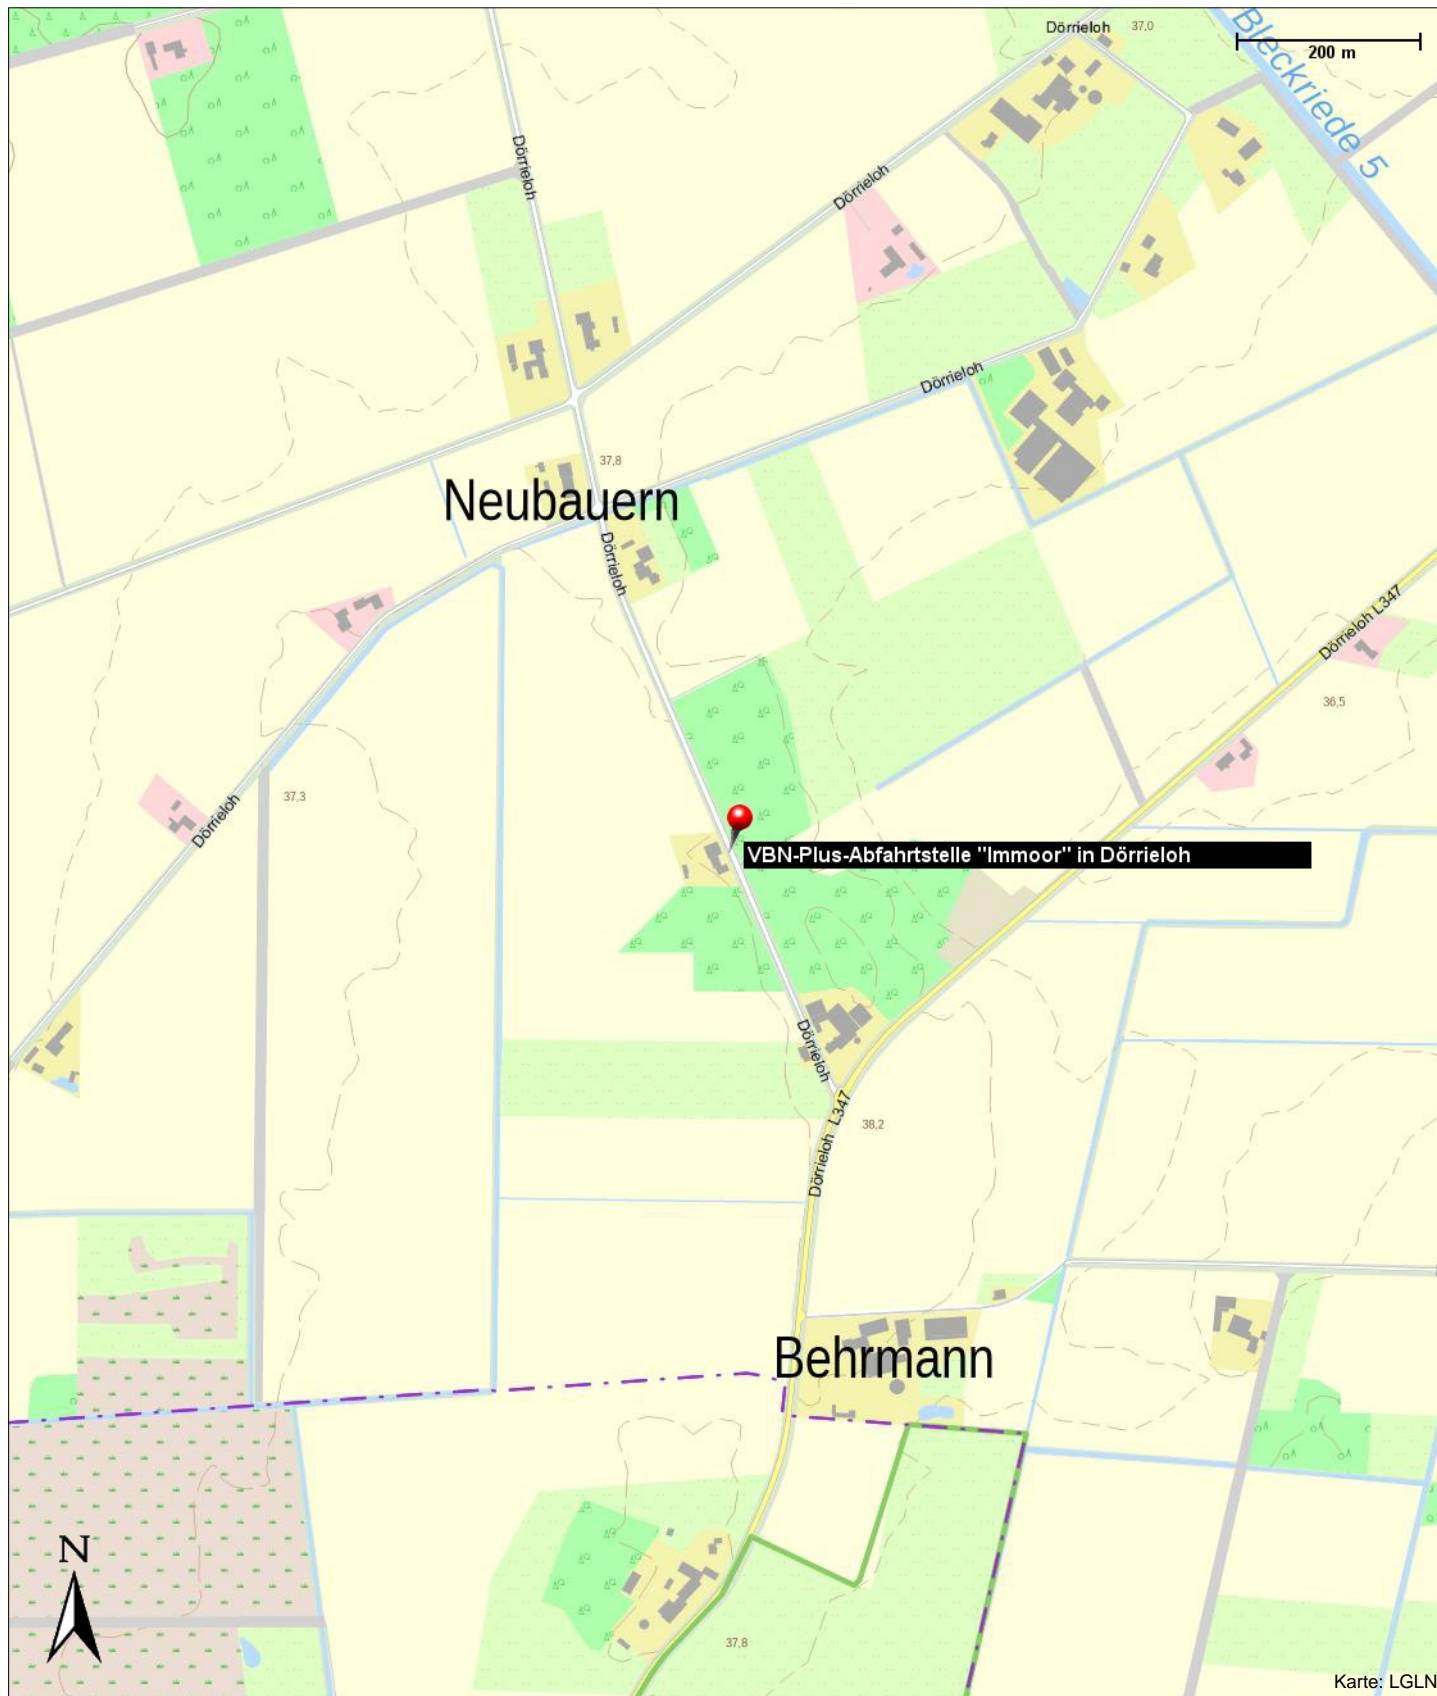 Dörrieloh
37,0
200 m
Bleckriede 5
Dörrieloh
Dörrieloh
Dörrieloh
37,8
Neubauern
Dörrieloh
Dörrieloh L347
36,5
37,3
Dörrieloh
VBN-Plus-Abfahrtstelle "Immoor" in Dörrieloh
Dörrieloh
Dörrieloh L347
38,2
Behrmann
N
37,8
Karte: LGLN